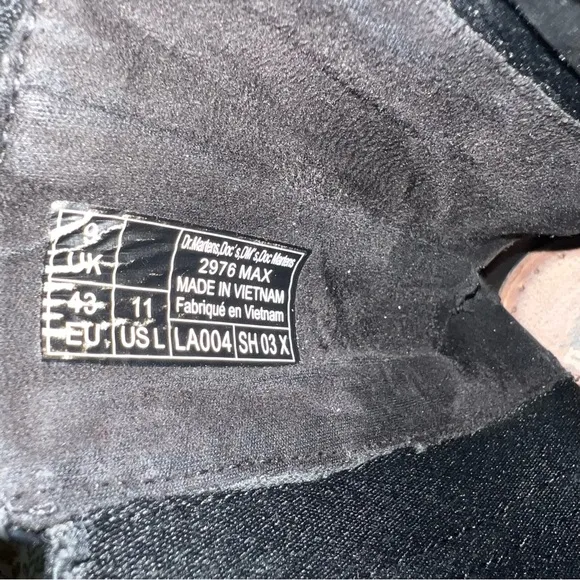 9
UK
43
EU
11
US L
Dr.Martens,Doc's,DM's,Doc Martens
2976 MAX
MADE IN VIETNAM
Fabriqué en Vietnam
LA004
SH 03 X